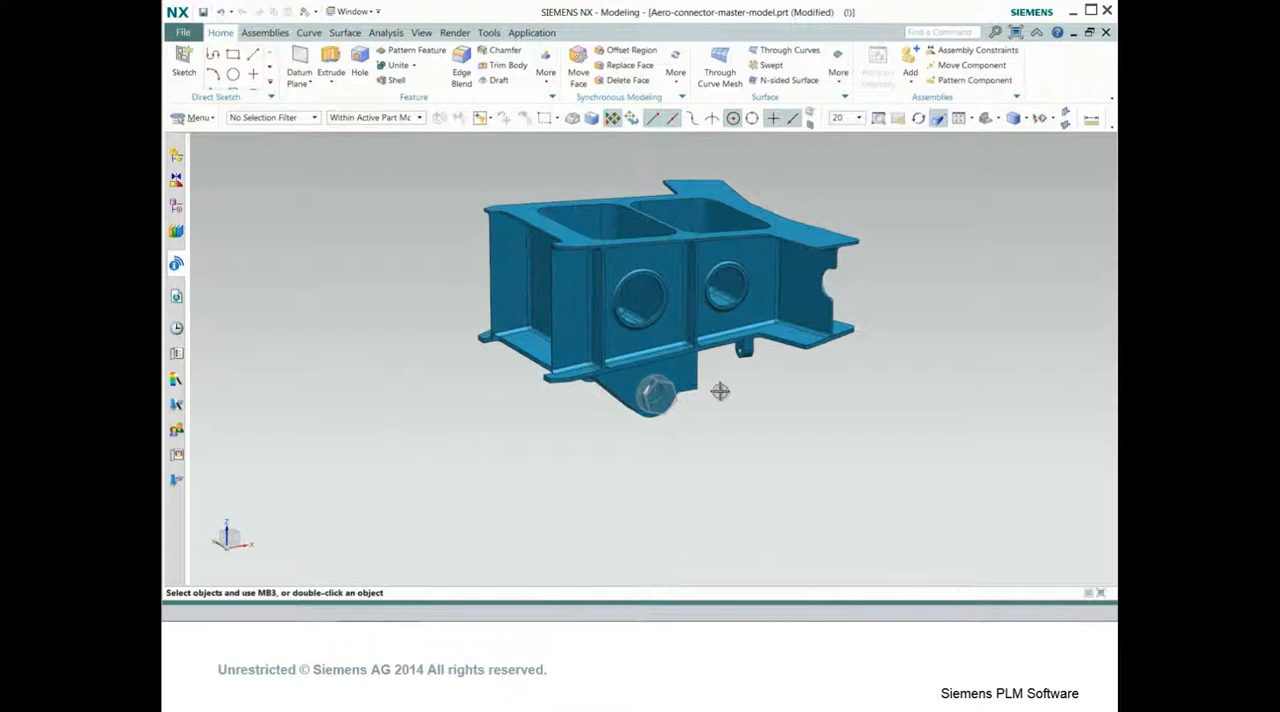 NX Window SIEMENS NX - Modeling - [Aero-connector-master-model.prt (Modified) (!)] SIEMENS
File Home Assemblies Curve Surface Analysis View Render Tools Application Find a Command
Pattern Feature Chamfer Offset Region Through Curves Assembly Constraints
Unite Trim Body Replace Face Swept Move Component
Shell Draft Delete Face N-sided Surface Pattern Component
Sketch Datum Plane Extrude Hole Edge Blend More Move Face More Through Curve Mesh More Add
Direct Sketch Feature Synchronous Modeling Surface Assemblies
Menu No Selection Filter Within Active Part Mc 20
Z
Y X
Select objects and use MB3, or double-click an object
Unrestricted © Siemens AG 2014 All rights reserved.
Siemens PLM Software